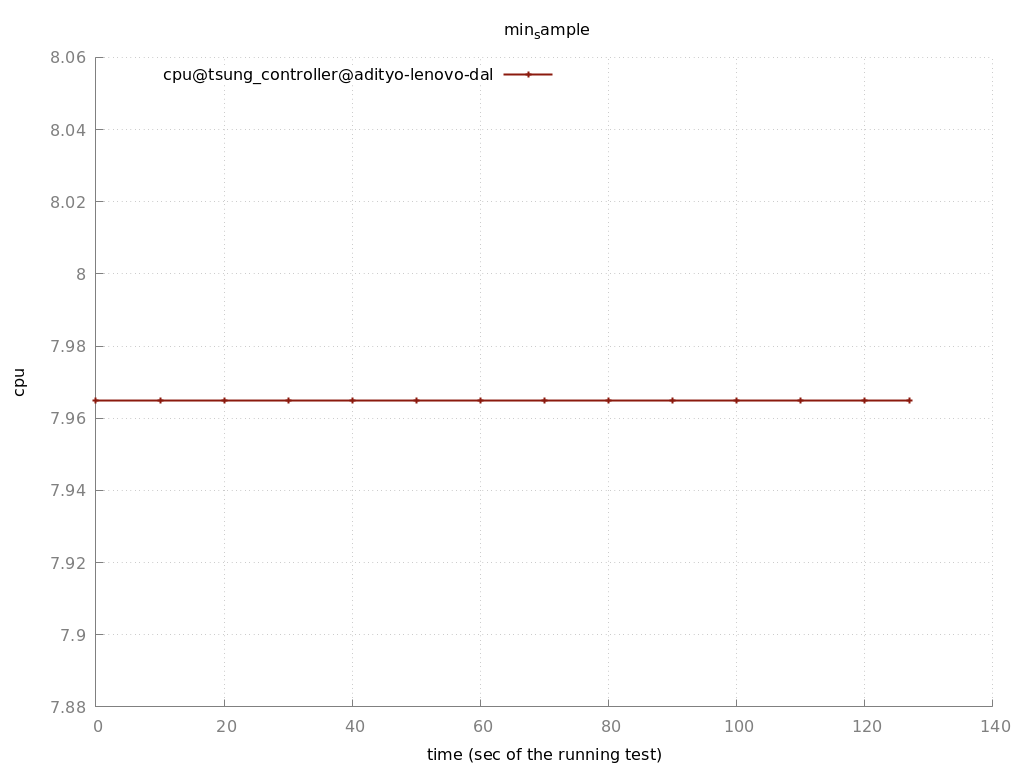 minsample
8.06
cpu@tsung_controller@adityo-lenovo-dal
8.04
8.02
8
7.98
cpu
7.96
7.94
7.92
7.9
7.88
0 20 40 60 80 100 120 140
time (sec of the running test)